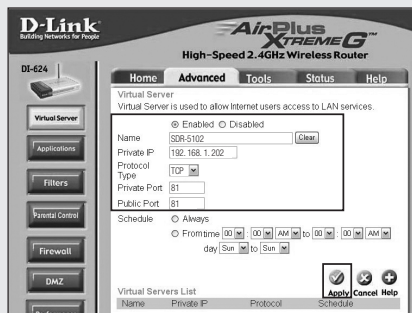 D-Link
Building Networks for People
AirPlus
XTREME G™
High-Speed 2.4GHz Wireless Router
DI-624
Home Advanced Tools Status Help
Virtual Server
Virtual Server is used to allow Internet users access to LAN services.
Virtual Server
Enabled Disabled
Name SDR-5102 Clear
Applications
Private IP 192. 168. 1. 202
Protocol Type TCP
Filters
Private Port 81
Public Port 81
Parental Control
Schedule Always
From time 00 : 00 AM to 00 : 00 AM
day Sun to Sun
Firewall
DMZ
Apply Cancel Help
Virtual Servers List
Name Private IP Protocol Schedule